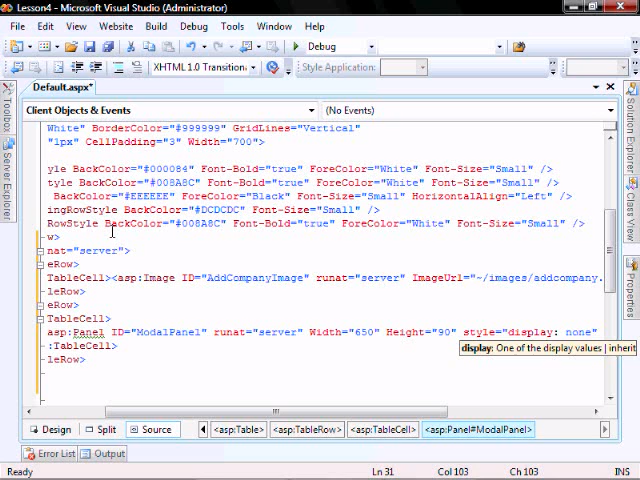 Lesson4 - Microsoft Visual Studio (Administrator)
File Edit View Website Build Debug Tools Window Help
Debug
XHTML 1.0 Transition Style Application:
Default.aspx*
Client Objects & Events (No Events)
White" BorderColor="#999999" GridLines="Vertical"
"1px" CellPadding="3" Width="700">
yle BackColor="#000084" Font-Bold="true" ForeColor="White" Font-Size="Small" />
tyle BackColor="#008A8C" Font-Bold="true" ForeColor="White" Font-Size="Small" />
BackColor="#EEEEEE" ForeColor="Black" Font-Size="Small" HorizontalAlign="Left" />
ingRowStyle BackColor="#DCDCDC" Font-Size="Small" />
RowStyle BackColor="#008A8C" Font-Bold="true" ForeColor="White" Font-Size="Small" />
w>
nat="server">
eRow>
TableCell><asp:Image ID="AddCompanyImage" runat="server" ImageUrl="~/images/addcompany.
leRow>
eRow>
TableCell>
asp:Panel ID="ModalPanel" runat="server" Width="650" Height="90" style="display: none"
:TableCell>
display: One of the display values | inherit
leRow>
Design Split Source <asp:Table> <asp:TableRow> <asp:TableCell> <asp:Panel#ModalPanel>
Error List Output
Ready Ln 31 Col 103 Ch 103 INS
Toolbox
Server Explorer
Solution Explorer
Properties